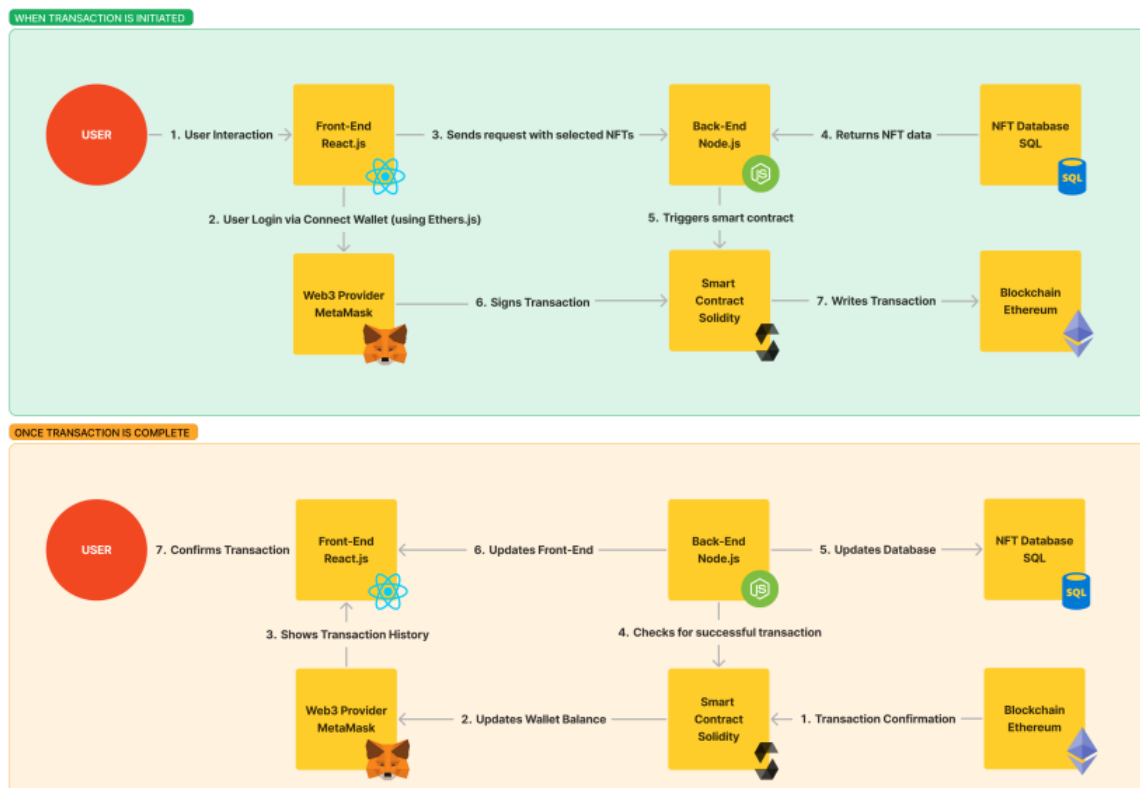 WHEN TRANSACTION IS INITIATED
USER
1. User Interaction
Front-End
React.js
3. Sends request with selected NFTs
Back-End
Node.js
JS
4. Returns NFT data
NFT Database
SQL
SQL
2. User Login via Connect Wallet (using Ethers.js)
5. Triggers smart contract
Web3 Provider
MetaMask
6. Signs Transaction
Smart
Contract
Solidity
7. Writes Transaction
Blockchain
Ethereum
ONCE TRANSACTION IS COMPLETE
USER
7. Confirms Transaction
Front-End
React.js
6. Updates Front-End
Back-End
Node.js
JS
5. Updates Database
NFT Database
SQL
SQL
3. Shows Transaction History
4. Checks for successful transaction
Web3 Provider
MetaMask
2. Updates Wallet Balance
Smart
Contract
Solidity
1. Transaction Confirmation
Blockchain
Ethereum